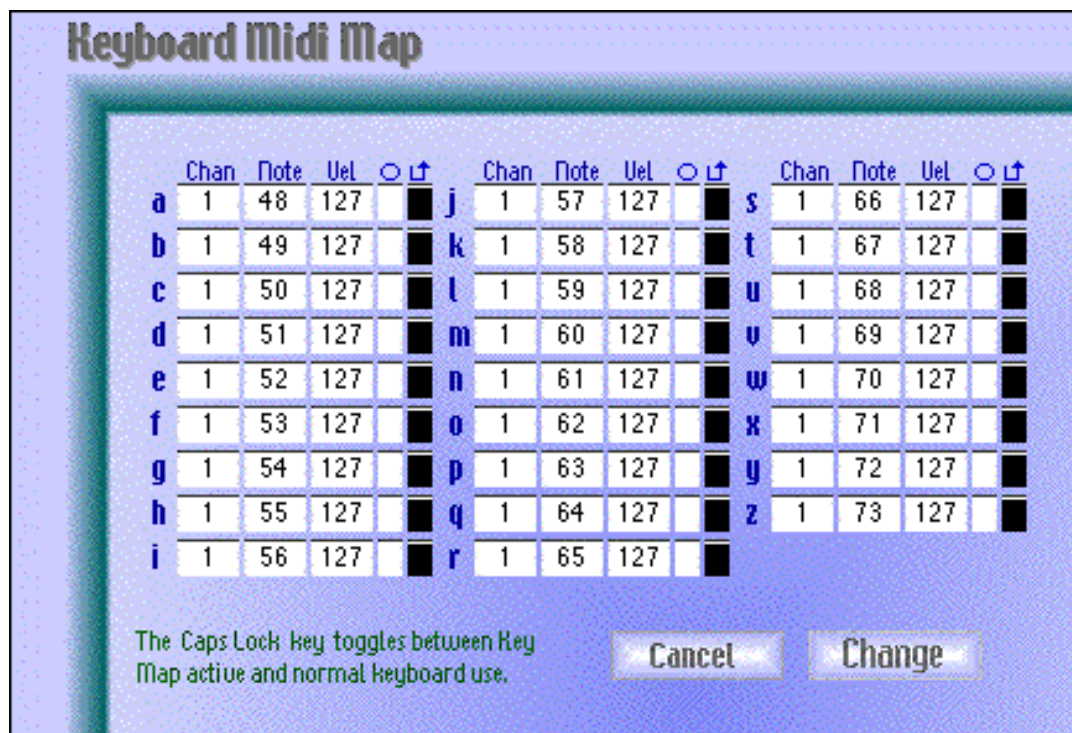 Keyboard Midi Map
Chan Note Vel Chan Note Vel Chan Note Vel
a 1 48 127 j 1 57 127 s 1 66 127
b 1 49 127 k 1 58 127 t 1 67 127
c 1 50 127 l 1 59 127 u 1 68 127
d 1 51 127 m 1 60 127 v 1 69 127
e 1 52 127 n 1 61 127 w 1 70 127
f 1 53 127 o 1 62 127 x 1 71 127
g 1 54 127 p 1 63 127 y 1 72 127
h 1 55 127 q 1 64 127 z 1 73 127
i 1 56 127 r 1 65 127
The Caps Lock key toggles between Key
Map active and normal keyboard use.
Cancel Change